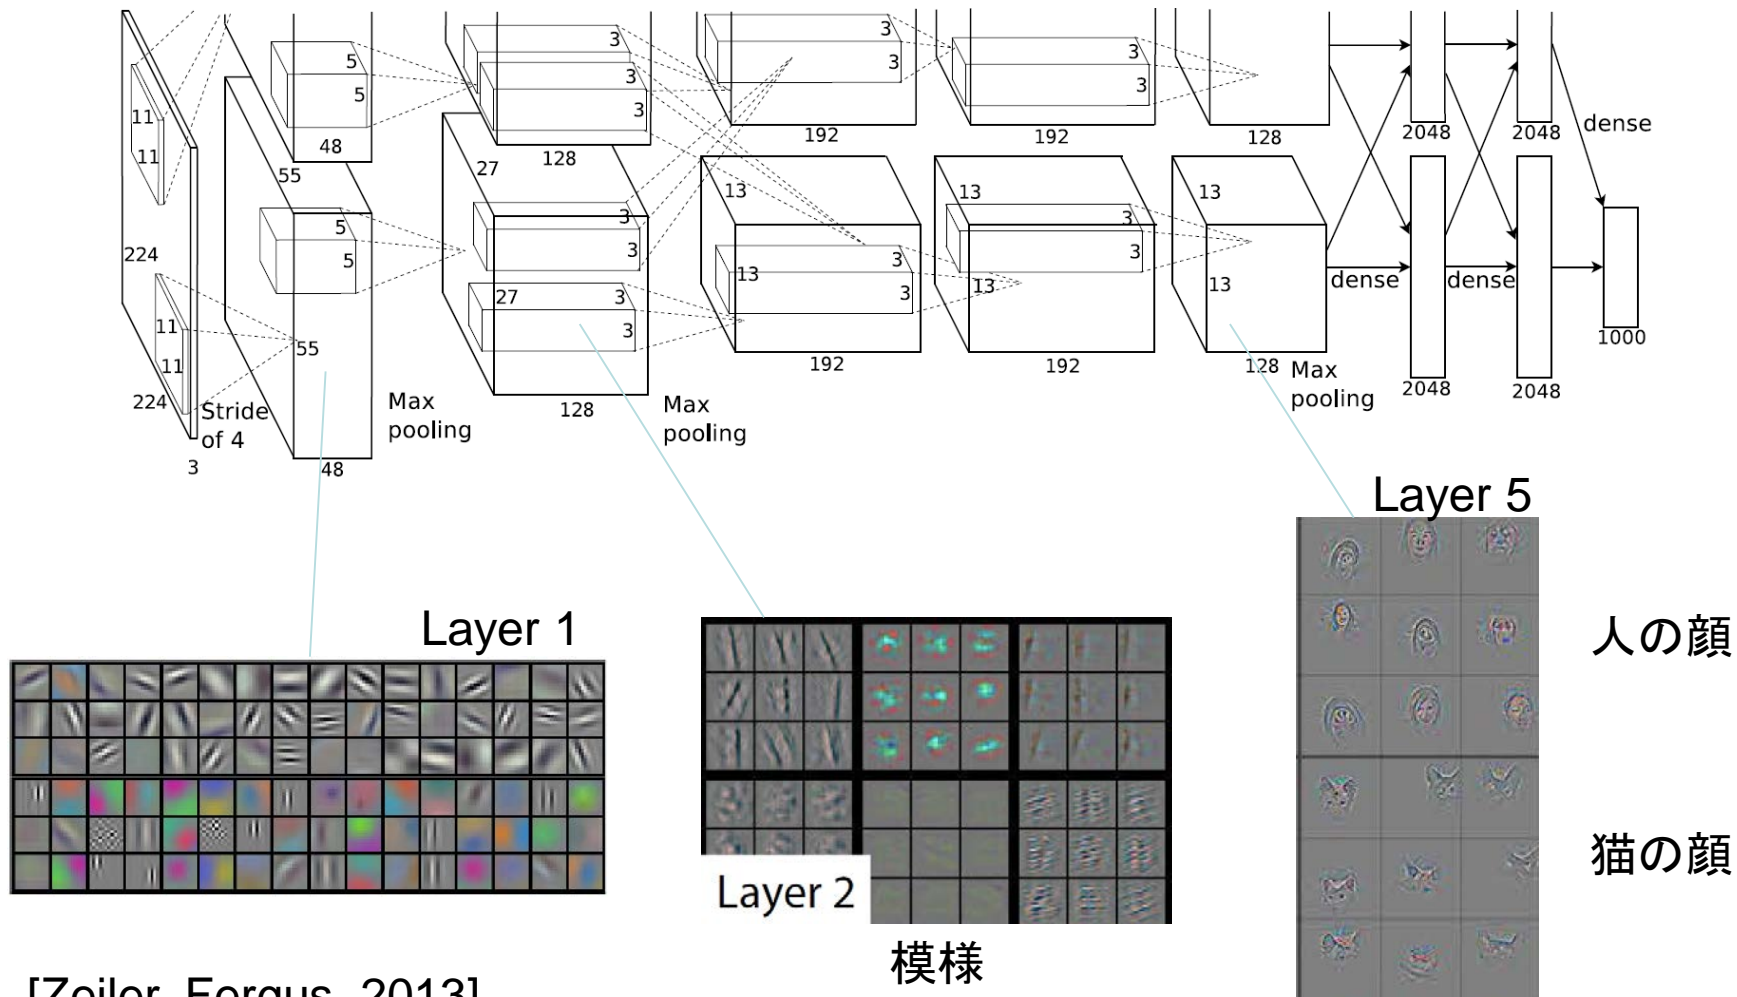 11
11
5
5
48
3
3
3
3
128
3
3
192
3
3
192
128
2048
2048
dense
55
27
224
5
5
3
3
13
13
3
13
11
11
55
27
3
3
13
3
3
13
3
13
dense
dense
1000
224
Stride
of 4
3
48
Max
pooling
128
Max
pooling
192
192
128
Max
pooling
2048
2048
Layer 5
Layer 1
人の顔
猫の顔
Layer 2
模様
[Zeiler, Fergus, 2013]